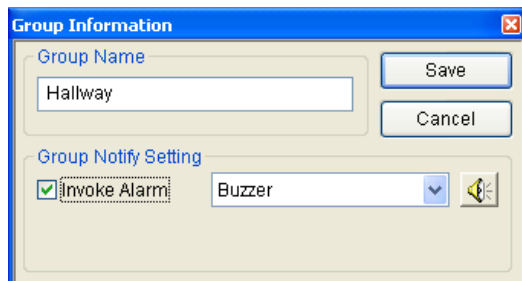 Group Information
Group Name
Hallway
Save
Cancel
Group Notify Setting
Invoke Alarm
Buzzer